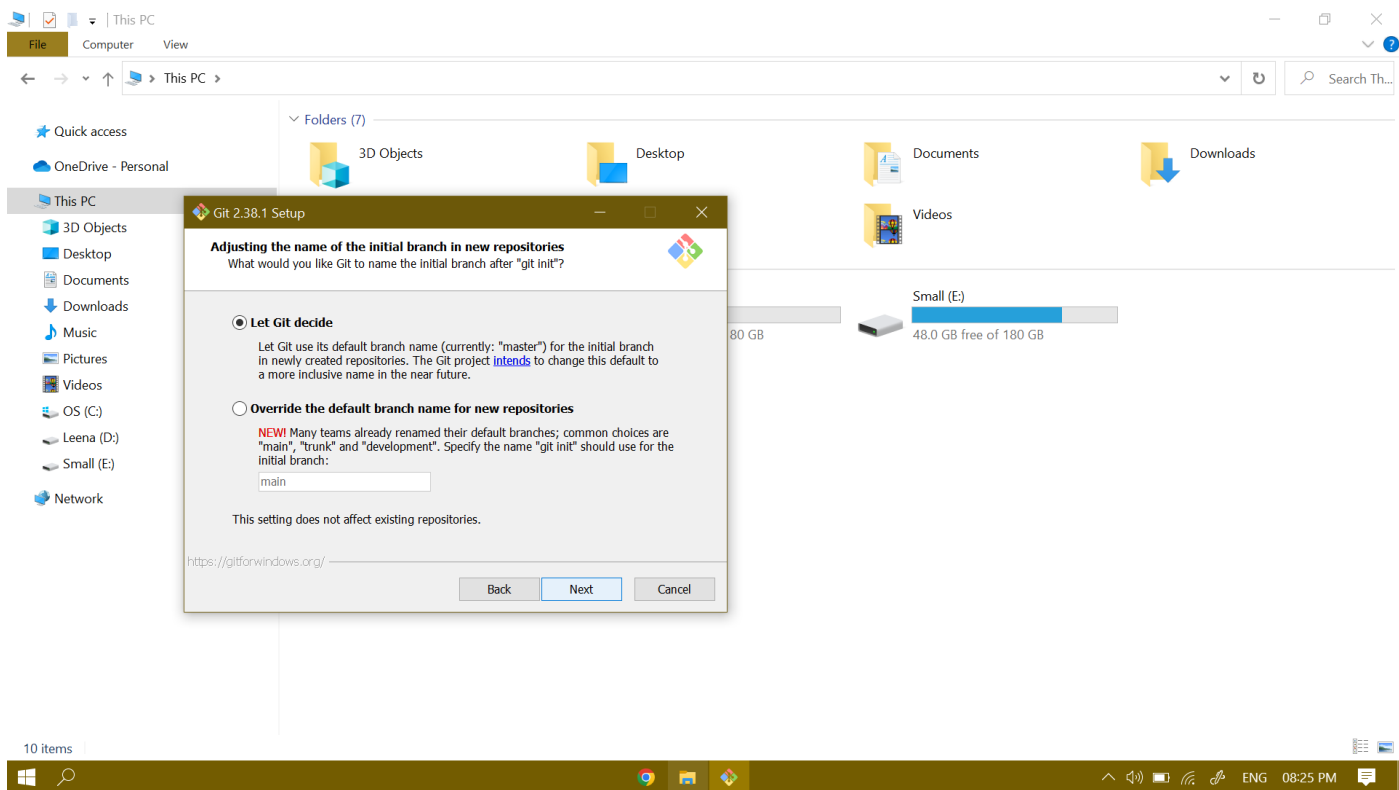 This PC
File Computer View
This PC
Search Th...
Quick access
OneDrive - Personal
This PC
3D Objects
Desktop
Documents
Downloads
Music
Pictures
Videos
OS (C:)
Leena (D:)
Small (E:)
Network
Folders (7)
3D Objects
Desktop
Documents
Downloads
Videos
80 GB
Small (E:)
48.0 GB free of 180 GB
Git 2.38.1 Setup
Adjusting the name of the initial branch in new repositories
What would you like Git to name the initial branch after "git init"?
Let Git decide
Let Git use its default branch name (currently: "master") for the initial branch
in newly created repositories. The Git project intends to change this default to
a more inclusive name in the near future.
Override the default branch name for new repositories
NEW! Many teams already renamed their default branches; common choices are
"main", "trunk" and "development". Specify the name "git init" should use for the
initial branch:
main
This setting does not affect existing repositories.
https://gitforwindows.org/
Back Next Cancel
10 items
ENG 08:25 PM